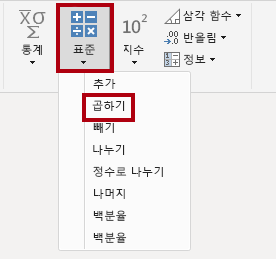 X̄σ
Σ
통계
표준
10²
지수
삼각 함수
.00
→.0
반올림
정보
추가
곱하기
빼기
나누기
정수로 나누기
나머지
백분율
백분율